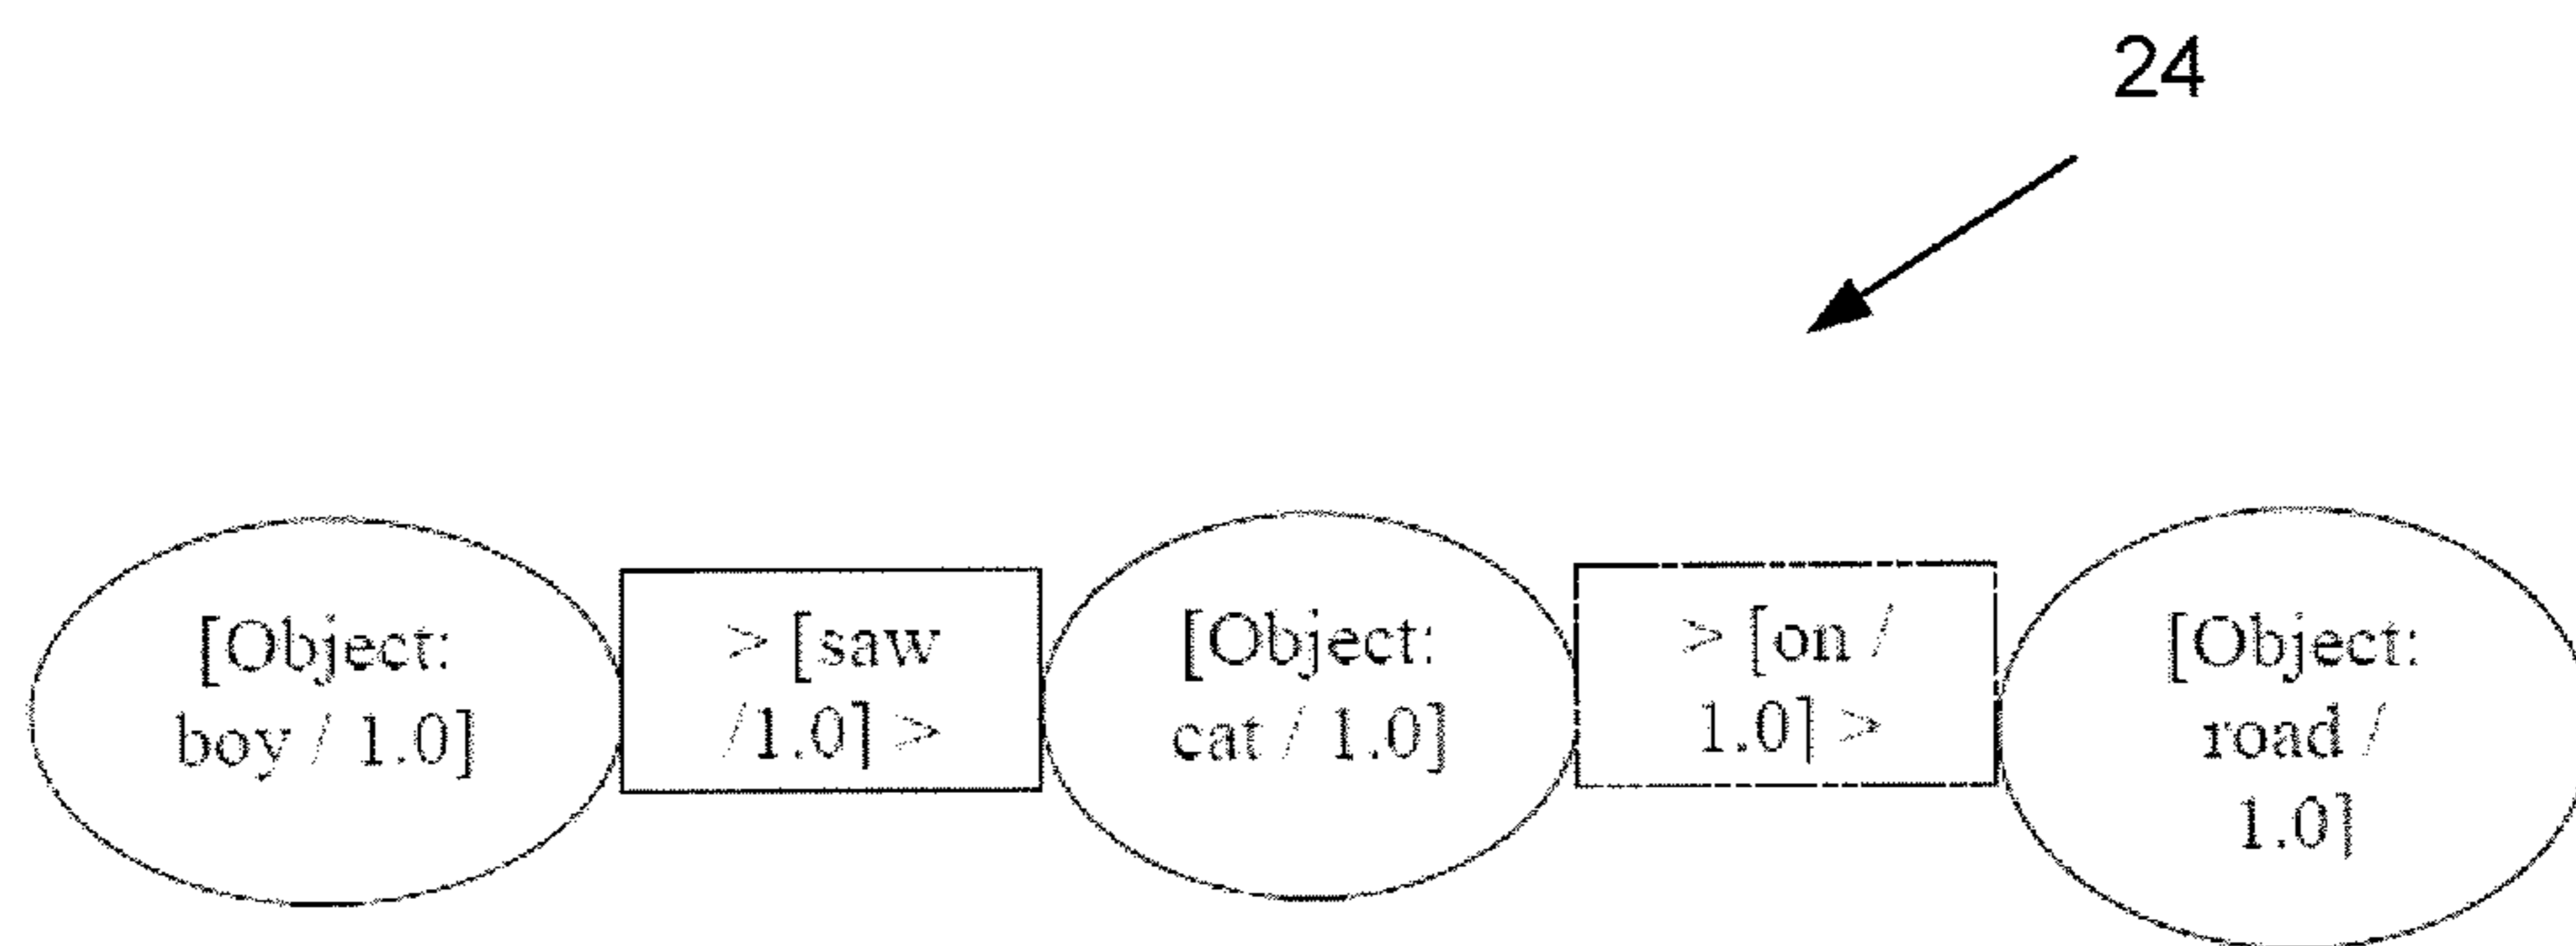 24
[Object:
boy / 1.0]
> [saw
/1.0] >
[Object:
cat / 1.0]
> [on /
1.0] >
[Object:
road /
1.0]